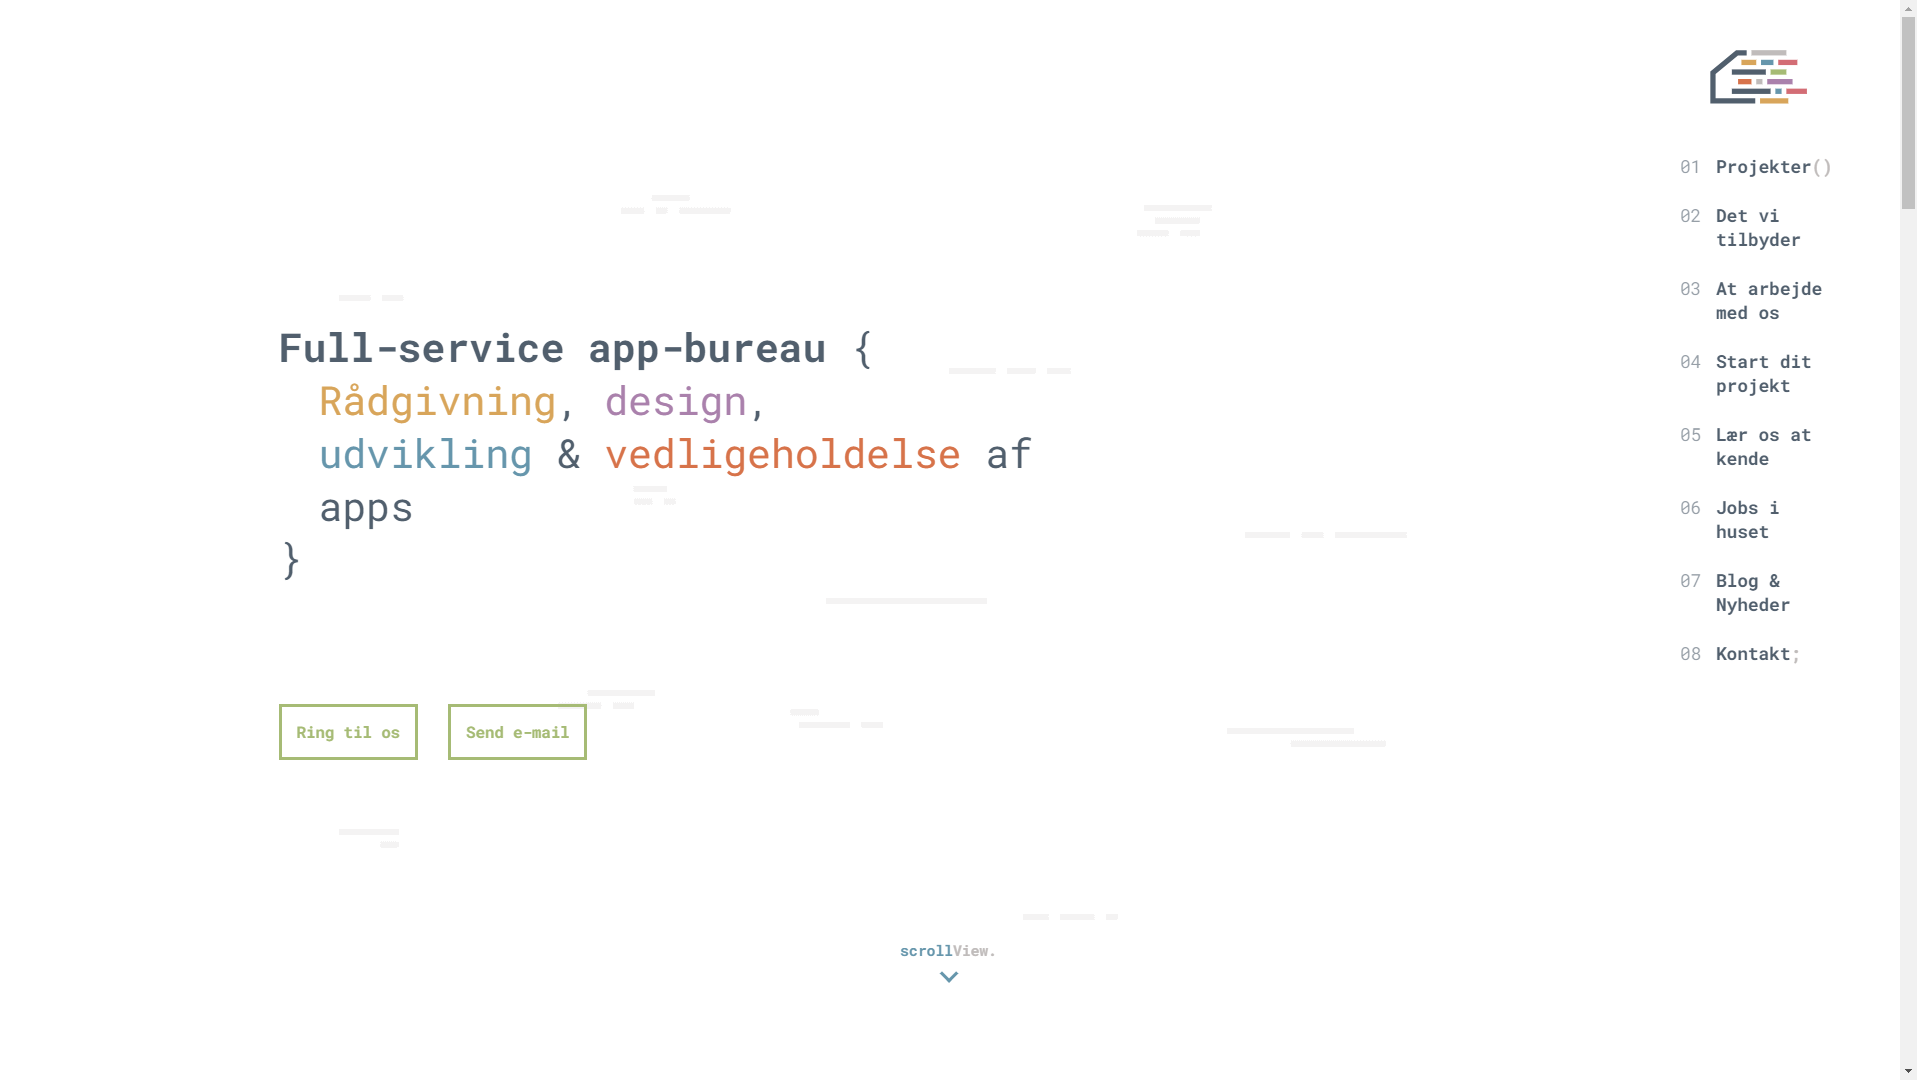 Full-service app-bureau {
Rådgivning, design,
udvikling & vedligeholdelse af
apps
}
Ring til os
Send e-mail
scrollView.
01 Projekter()
02 Det vi
tilbyder
03 At arbejde
med os
04 Start dit
projekt
05 Lær os at
kende
06 Jobs i
huset
07 Blog &
Nyheder
08 Kontakt;